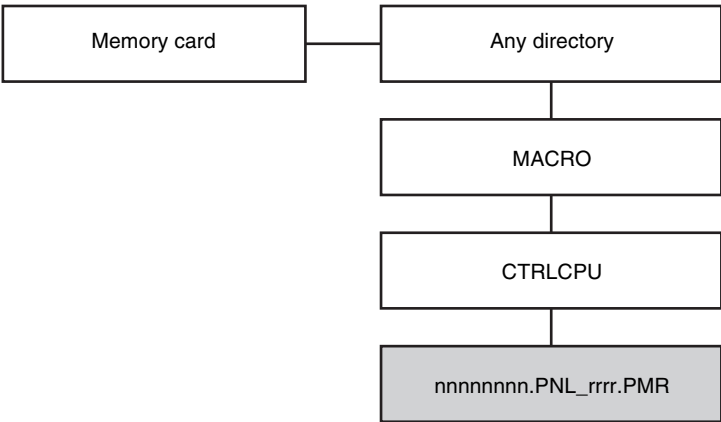 Memory card
Any directory
MACRO
CTRLCPU
nnnnnnnn.PNL_rrrr.PMR